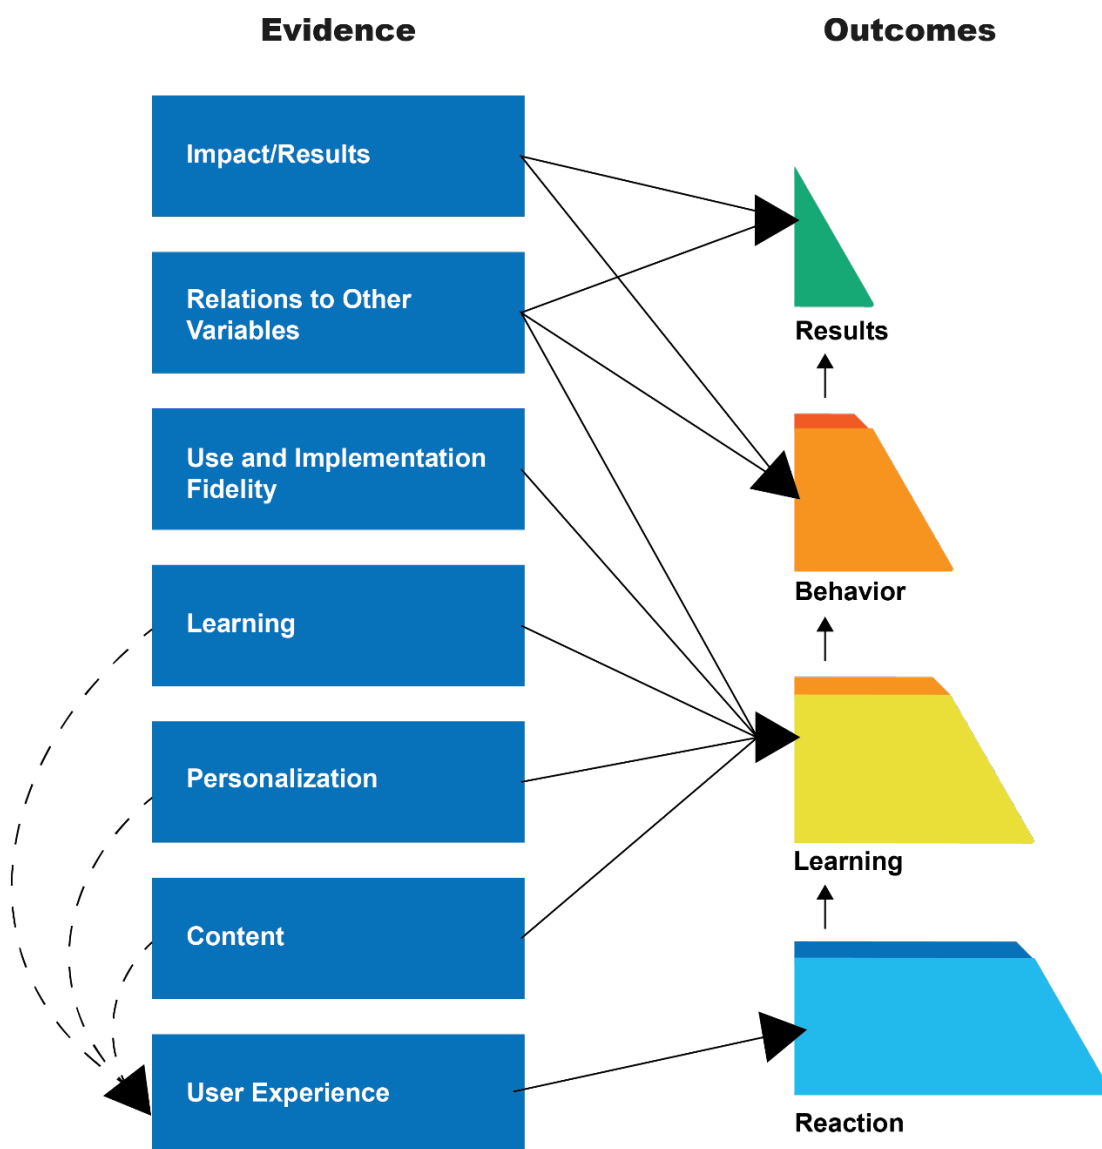 Evidence
Outcomes
Impact/Results
Relations to Other
Variables
Use and Implementation
Fidelity
Learning
Personalization
Content
User Experience
Results
Behavior
Learning
Reaction